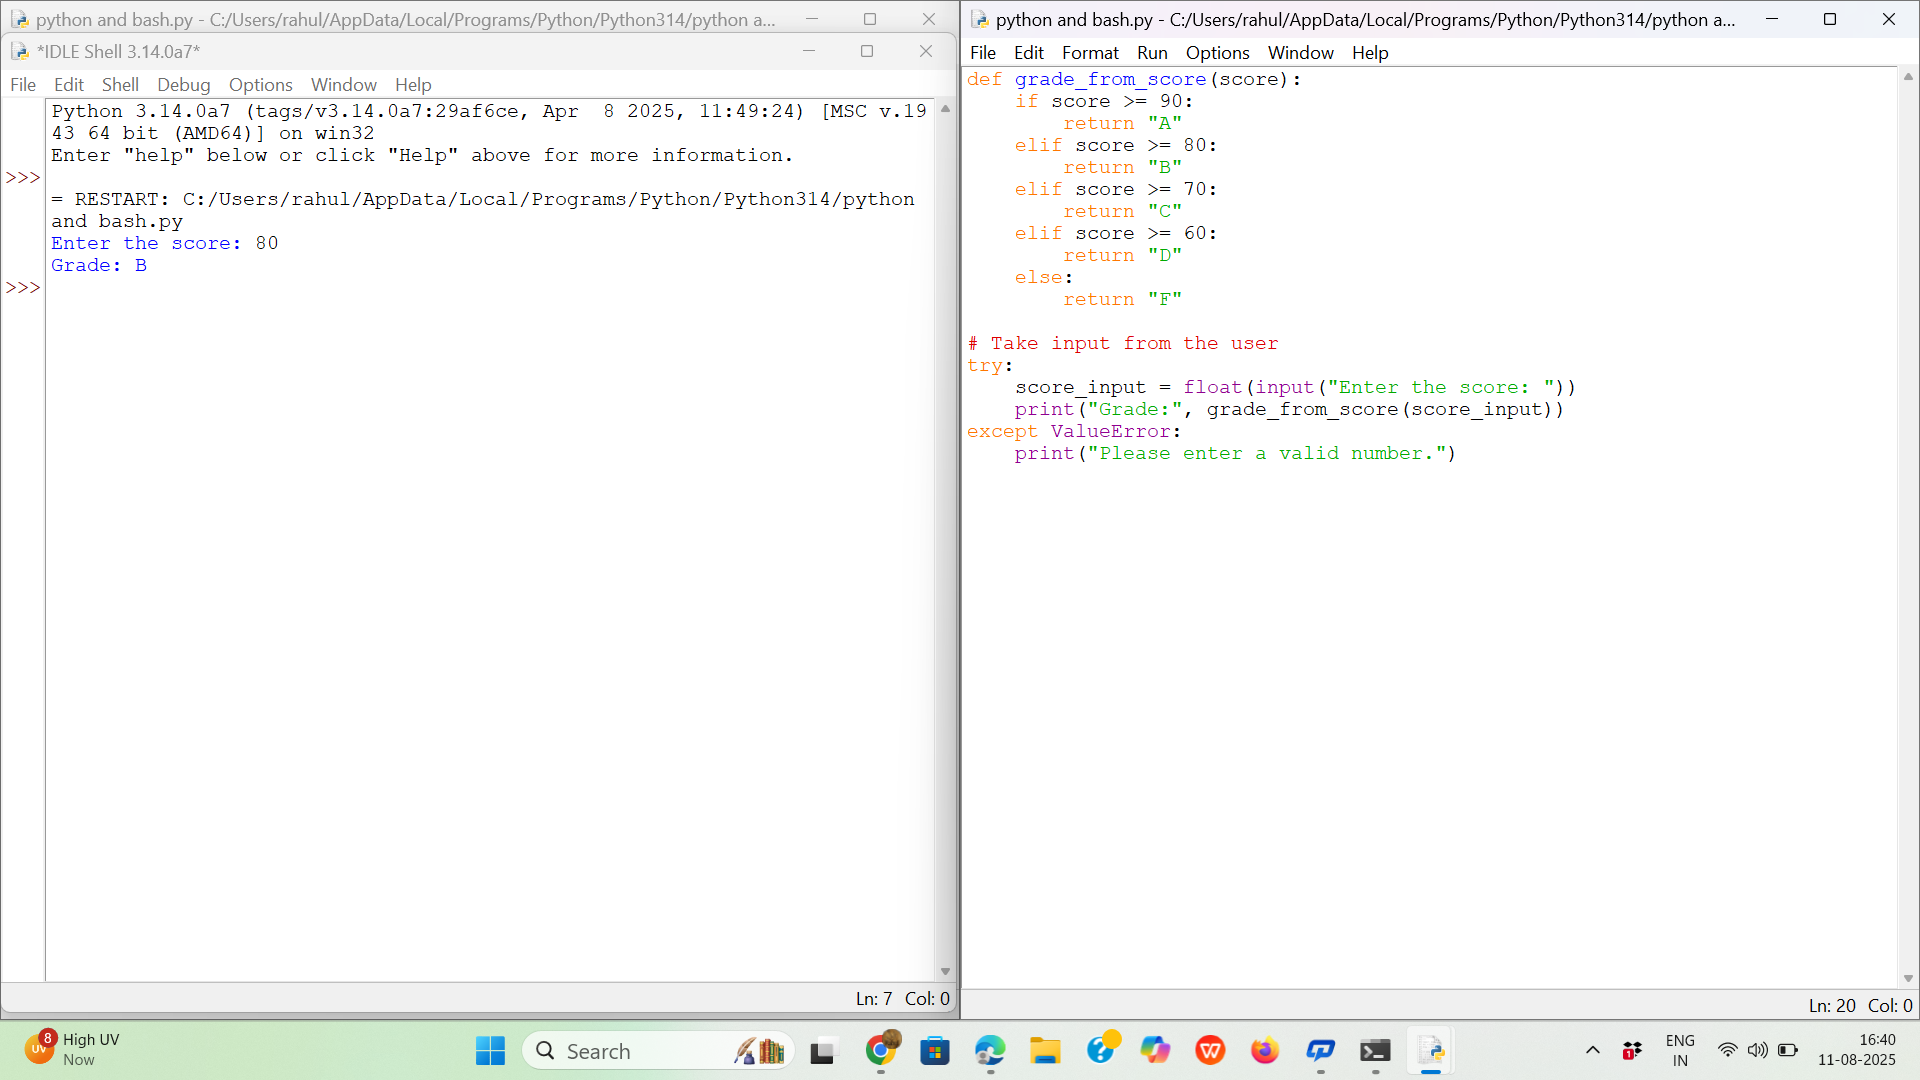 python and bash.py - C:/Users/rahul/AppData/Local/Programs/Python/Python314/python a...
*IDLE Shell 3.14.0a7*
File Edit Shell Debug Options Window Help
Python 3.14.0a7 (tags/v3.14.0a7:29af6ce, Apr  8 2025, 11:49:24) [MSC v.19
43 64 bit (AMD64)] on win32
Enter "help" below or click "Help" above for more information.
>>>
= RESTART: C:/Users/rahul/AppData/Local/Programs/Python/Python314/python
and bash.py
Enter the score: 80
Grade: B
>>>
Ln: 7 Col: 0
python and bash.py - C:/Users/rahul/AppData/Local/Programs/Python/Python314/python a...
File Edit Format Run Options Window Help
def grade_from_score(score):
    if score >= 90:
        return "A"
    elif score >= 80:
        return "B"
    elif score >= 70:
        return "C"
    elif score >= 60:
        return "D"
    else:
        return "F"
# Take input from the user
try:
    score_input = float(input("Enter the score: "))
    print("Grade:", grade_from_score(score_input))
except ValueError:
    print("Please enter a valid number.")
Ln: 20 Col: 0
UV 8 High UV
Now
Search
ENG
IN
16:40
11-08-2025
1